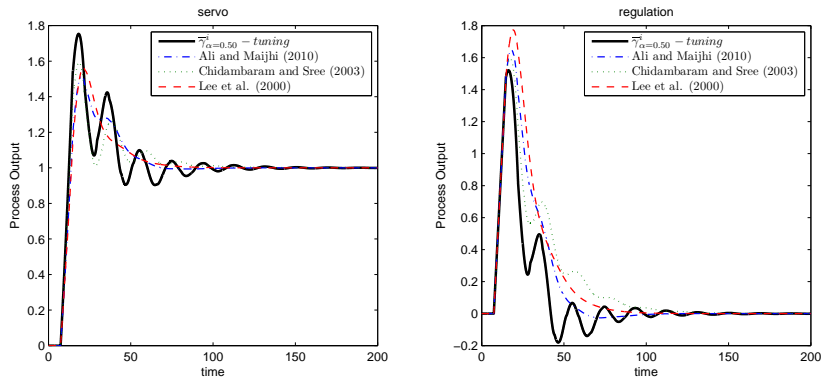 servo
1.8
1.6
1.4
1.2
1
0.8
0.6
0.4
0.2
0
Process Output
0 50 100 150 200
time
γ̅ⁱα=0.50 − tuning
Ali and Maijhi (2010)
Chidambaram and Sree (2003)
Lee et al. (2000)
regulation
1.8
1.6
1.4
1.2
1
0.8
0.6
0.4
0.2
0
−0.2
Process Output
0 50 100 150 200
time
γ̅ⁱα=0.50 − tuning
Ali and Maijhi (2010)
Chidambaram and Sree (2003)
Lee et al. (2000)